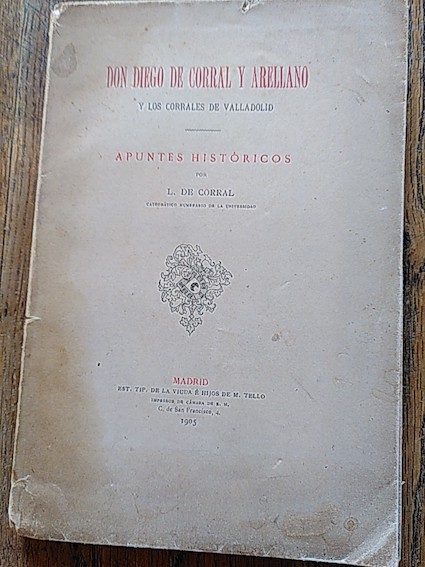 DON DIEGO DE CORRAL Y ARELLANO
Y LOS CORRALES DE VALLADOLID
APUNTES HISTÓRICOS
POR
L. DE CORRAL
CATEDRÁTICO NUMERARIO DE LA UNIVERSIDAD
MADRID
EST. TIP. DE LA VIUDA É HIJOS DE M. TELLO
IMPRESOR DE CÁMARA DE S. M.
C. de San Francisco, 4.
1905